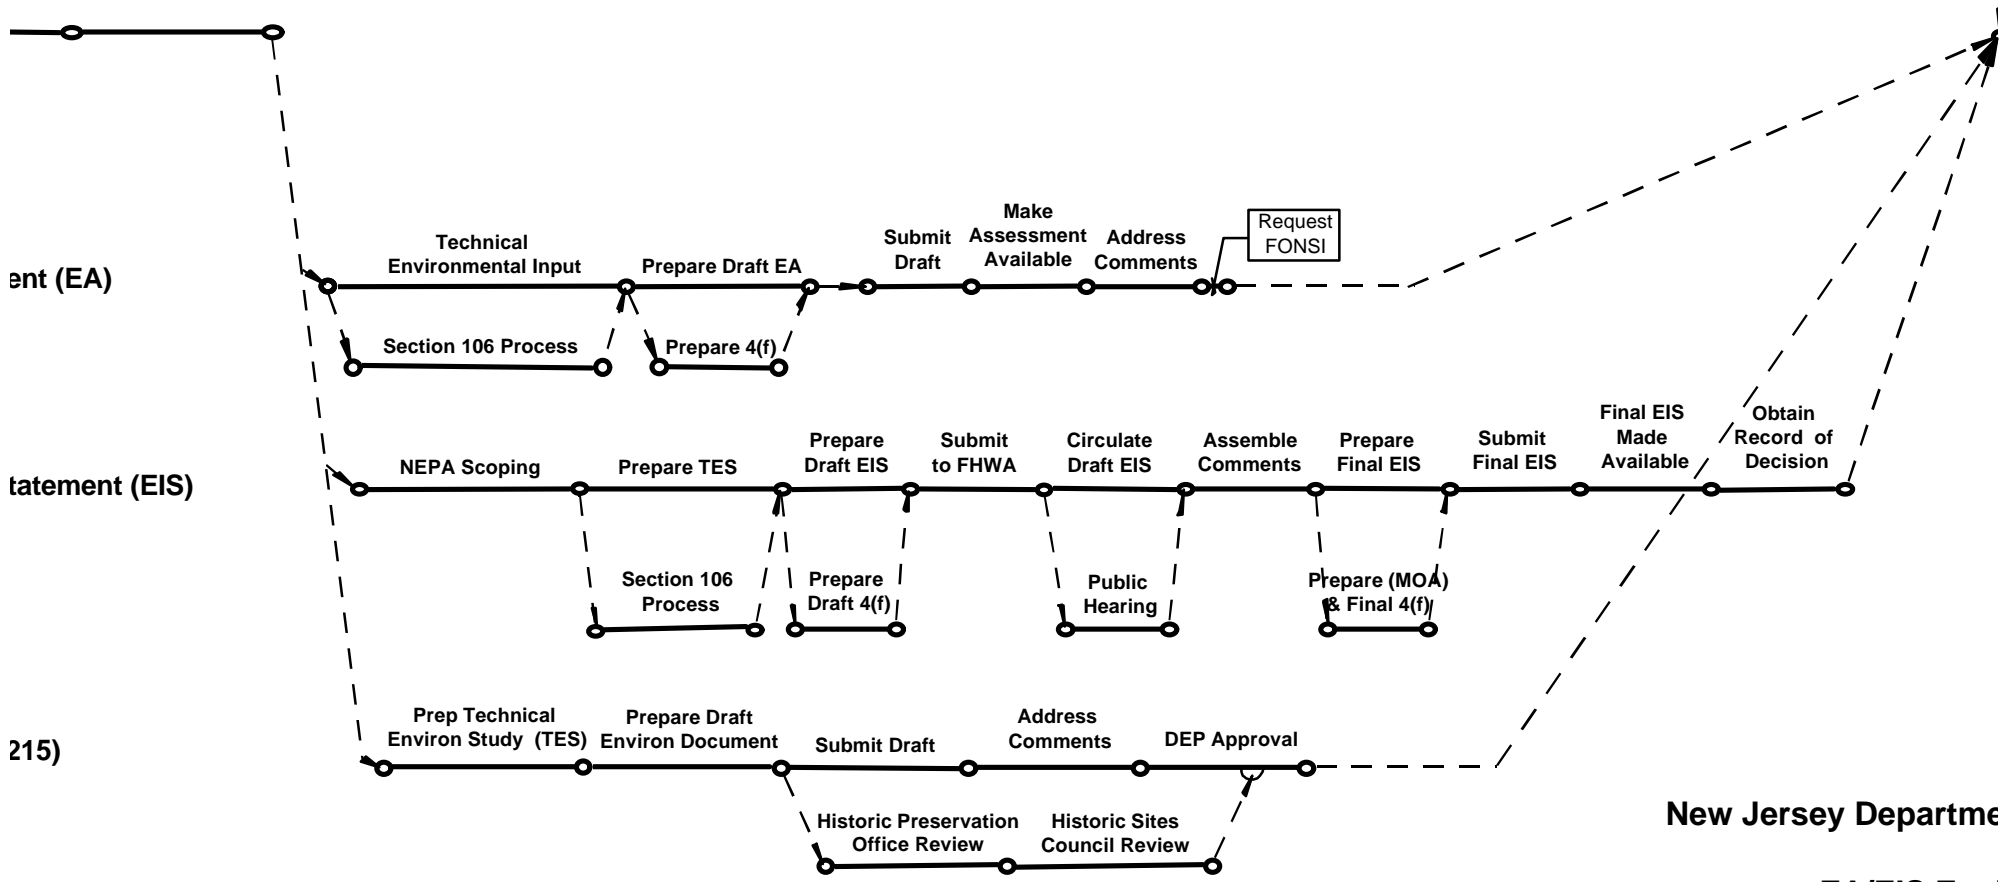 Technical
Environmental Input
Prepare Draft EA
Submit
Draft
Make
Assessment
Available
Address
Comments
Request
FONSI
ent (EA)
Section 106 Process
Prepare 4(f)
NEPA Scoping
Prepare TES
Prepare
Draft EIS
Submit
to FHWA
Circulate
Draft EIS
Assemble
Comments
Prepare
Final EIS
Submit
Final EIS
Final EIS
Made
Available
Obtain
Record of
Decision
tatement (EIS)
Section 106
Process
Prepare
Draft 4(f)
Public
Hearing
Prepare (MOA)
& Final 4(f)
Prep Technical
Environ Study (TES)
Prepare Draft
Environ Document
Submit Draft
Address
Comments
DEP Approval
215)
Historic Preservation
Office Review
Historic Sites
Council Review
New Jersey Departme